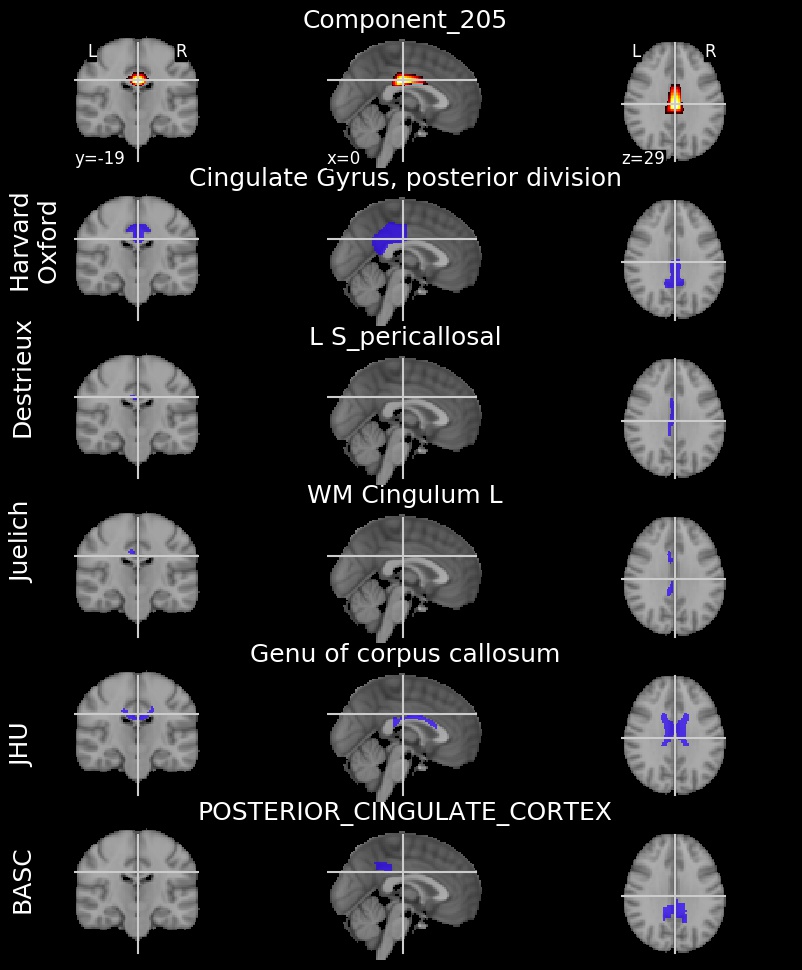 Component_205
L R
L R
y=-19
x=0
z=29
Cingulate Gyrus, posterior division
Harvard
Oxford
L S_pericallosal
Destrieux
WM Cingulum L
Juelich
Genu of corpus callosum
JHU
POSTERIOR_CINGULATE_CORTEX
BASC